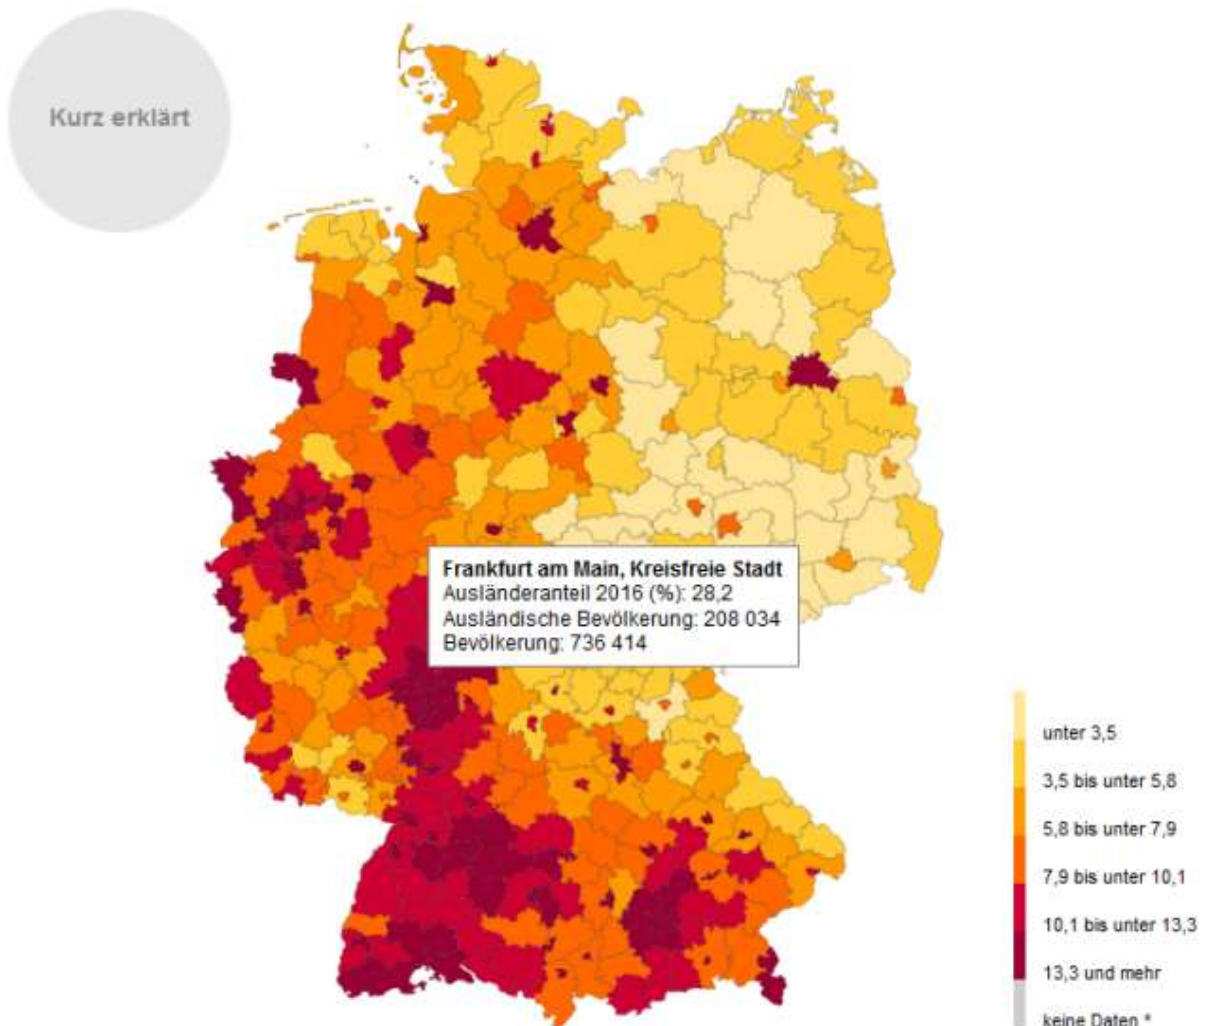 Kurz erklärt
Frankfurt am Main, Kreisfreie Stadt
Ausländeranteil 2016 (%): 28,2
Ausländische Bevölkerung: 208 034
Bevölkerung: 736 414
unter 3,5
3,5 bis unter 5,8
5,8 bis unter 7,9
7,9 bis unter 10,1
10,1 bis unter 13,3
13,3 und mehr
keine Daten *